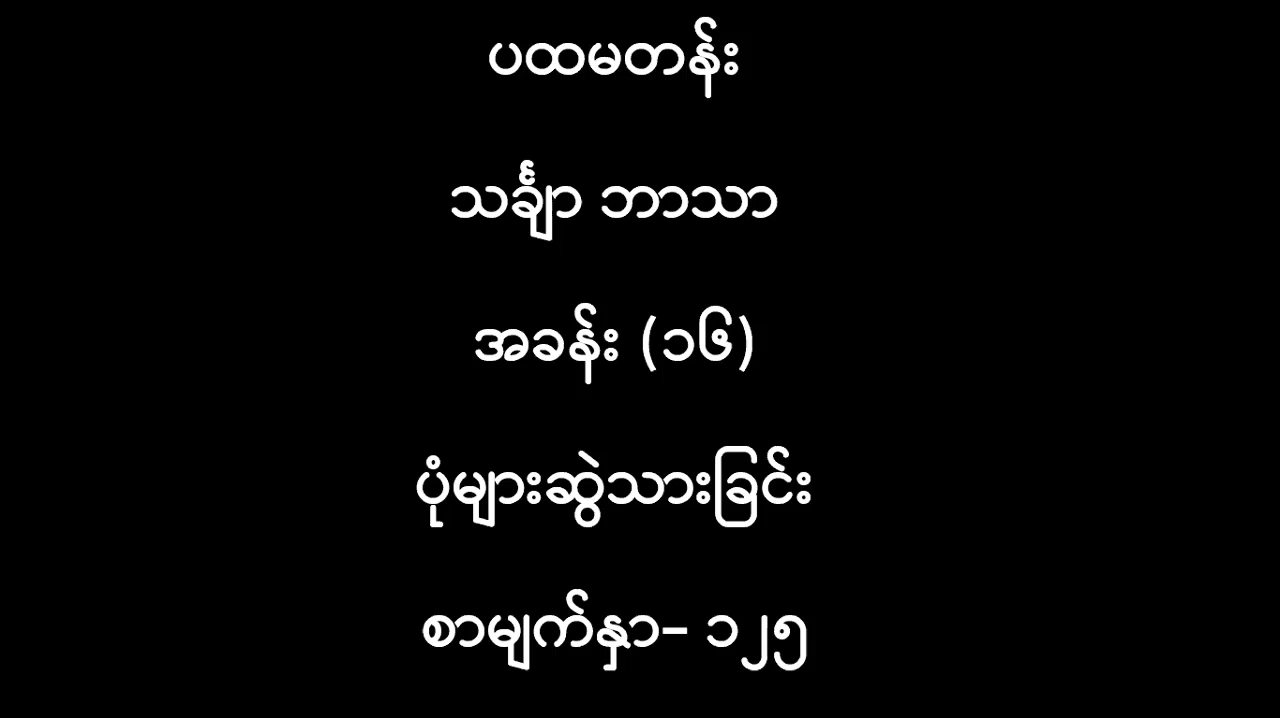 ပထမတန်း
သင်္ချာ ဘာသာ
အခန်း (၁၆)
ပုံများဆွဲသားခြင်း
စာမျက်နှာ- ၁၂၅